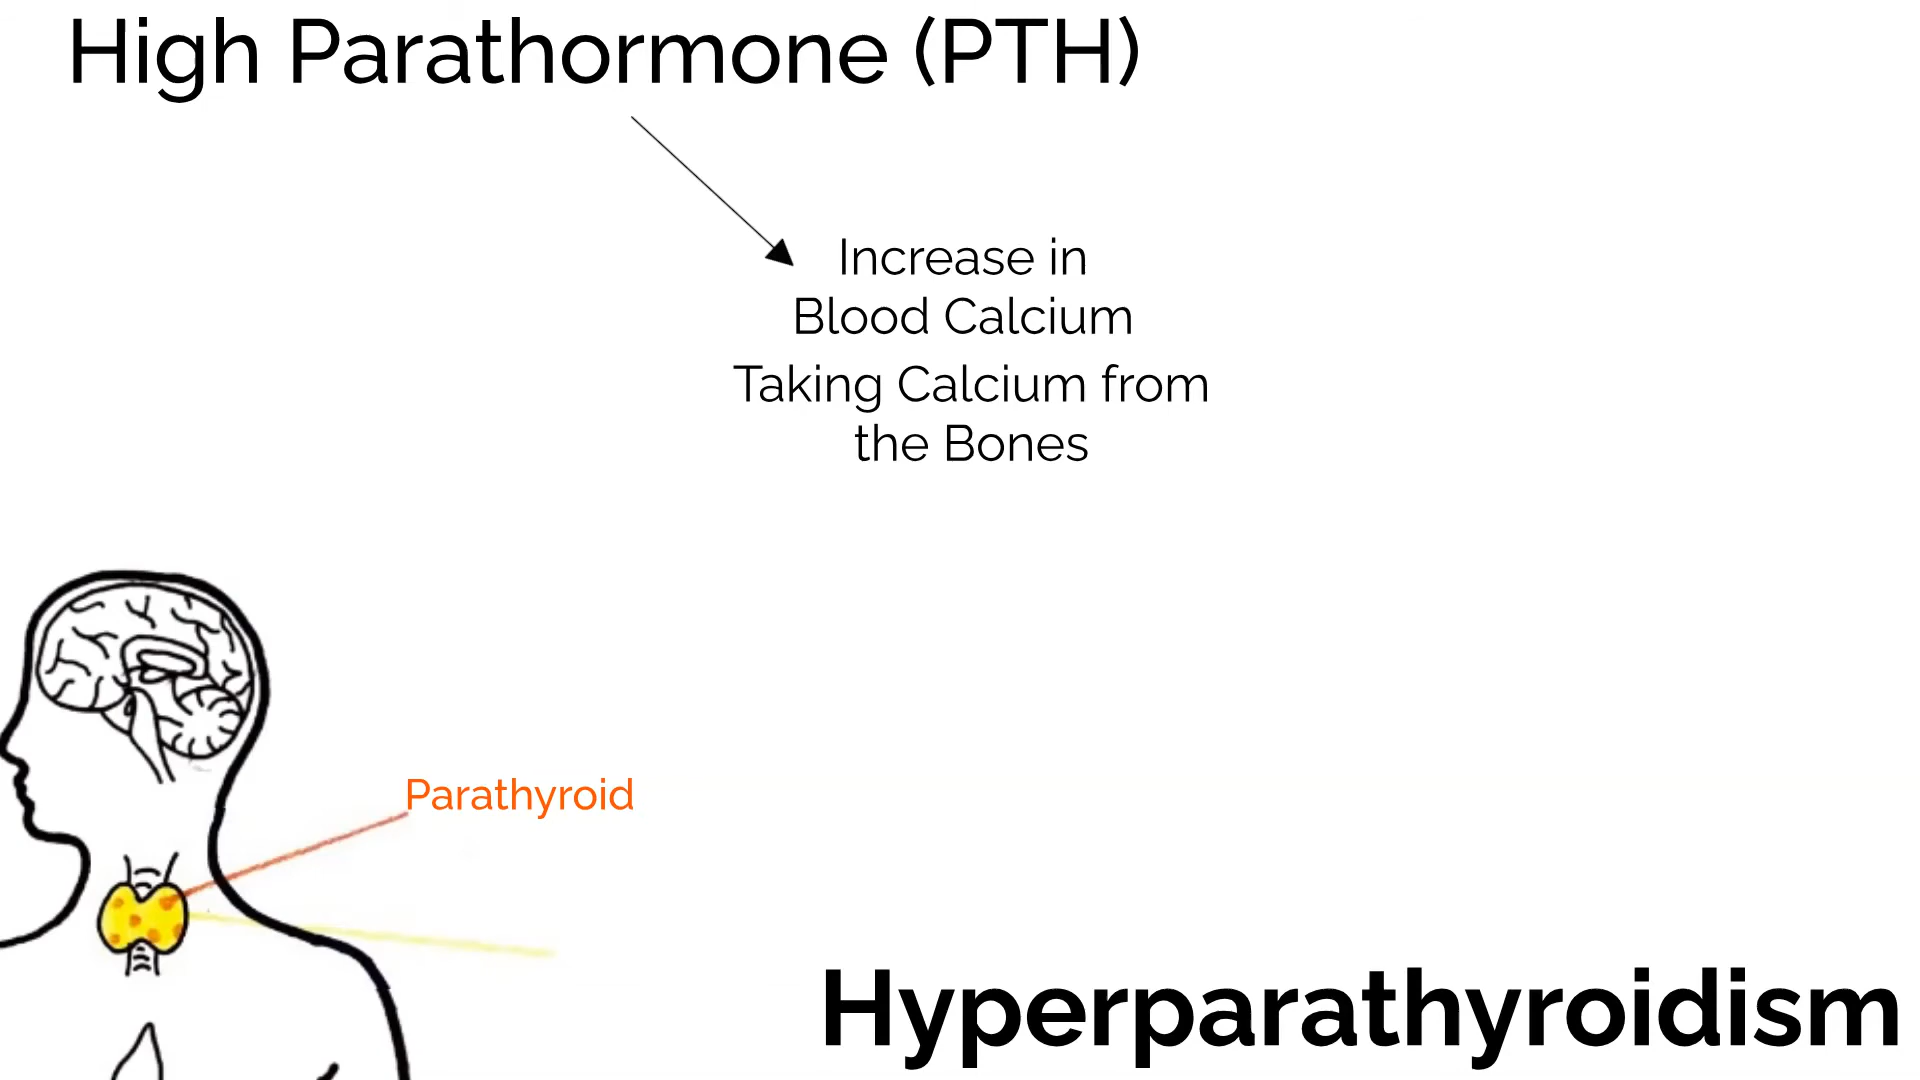 High Parathormone (PTH)
Increase in
Blood Calcium
Taking Calcium from
the Bones
Parathyroid
Hyperparathyroidism